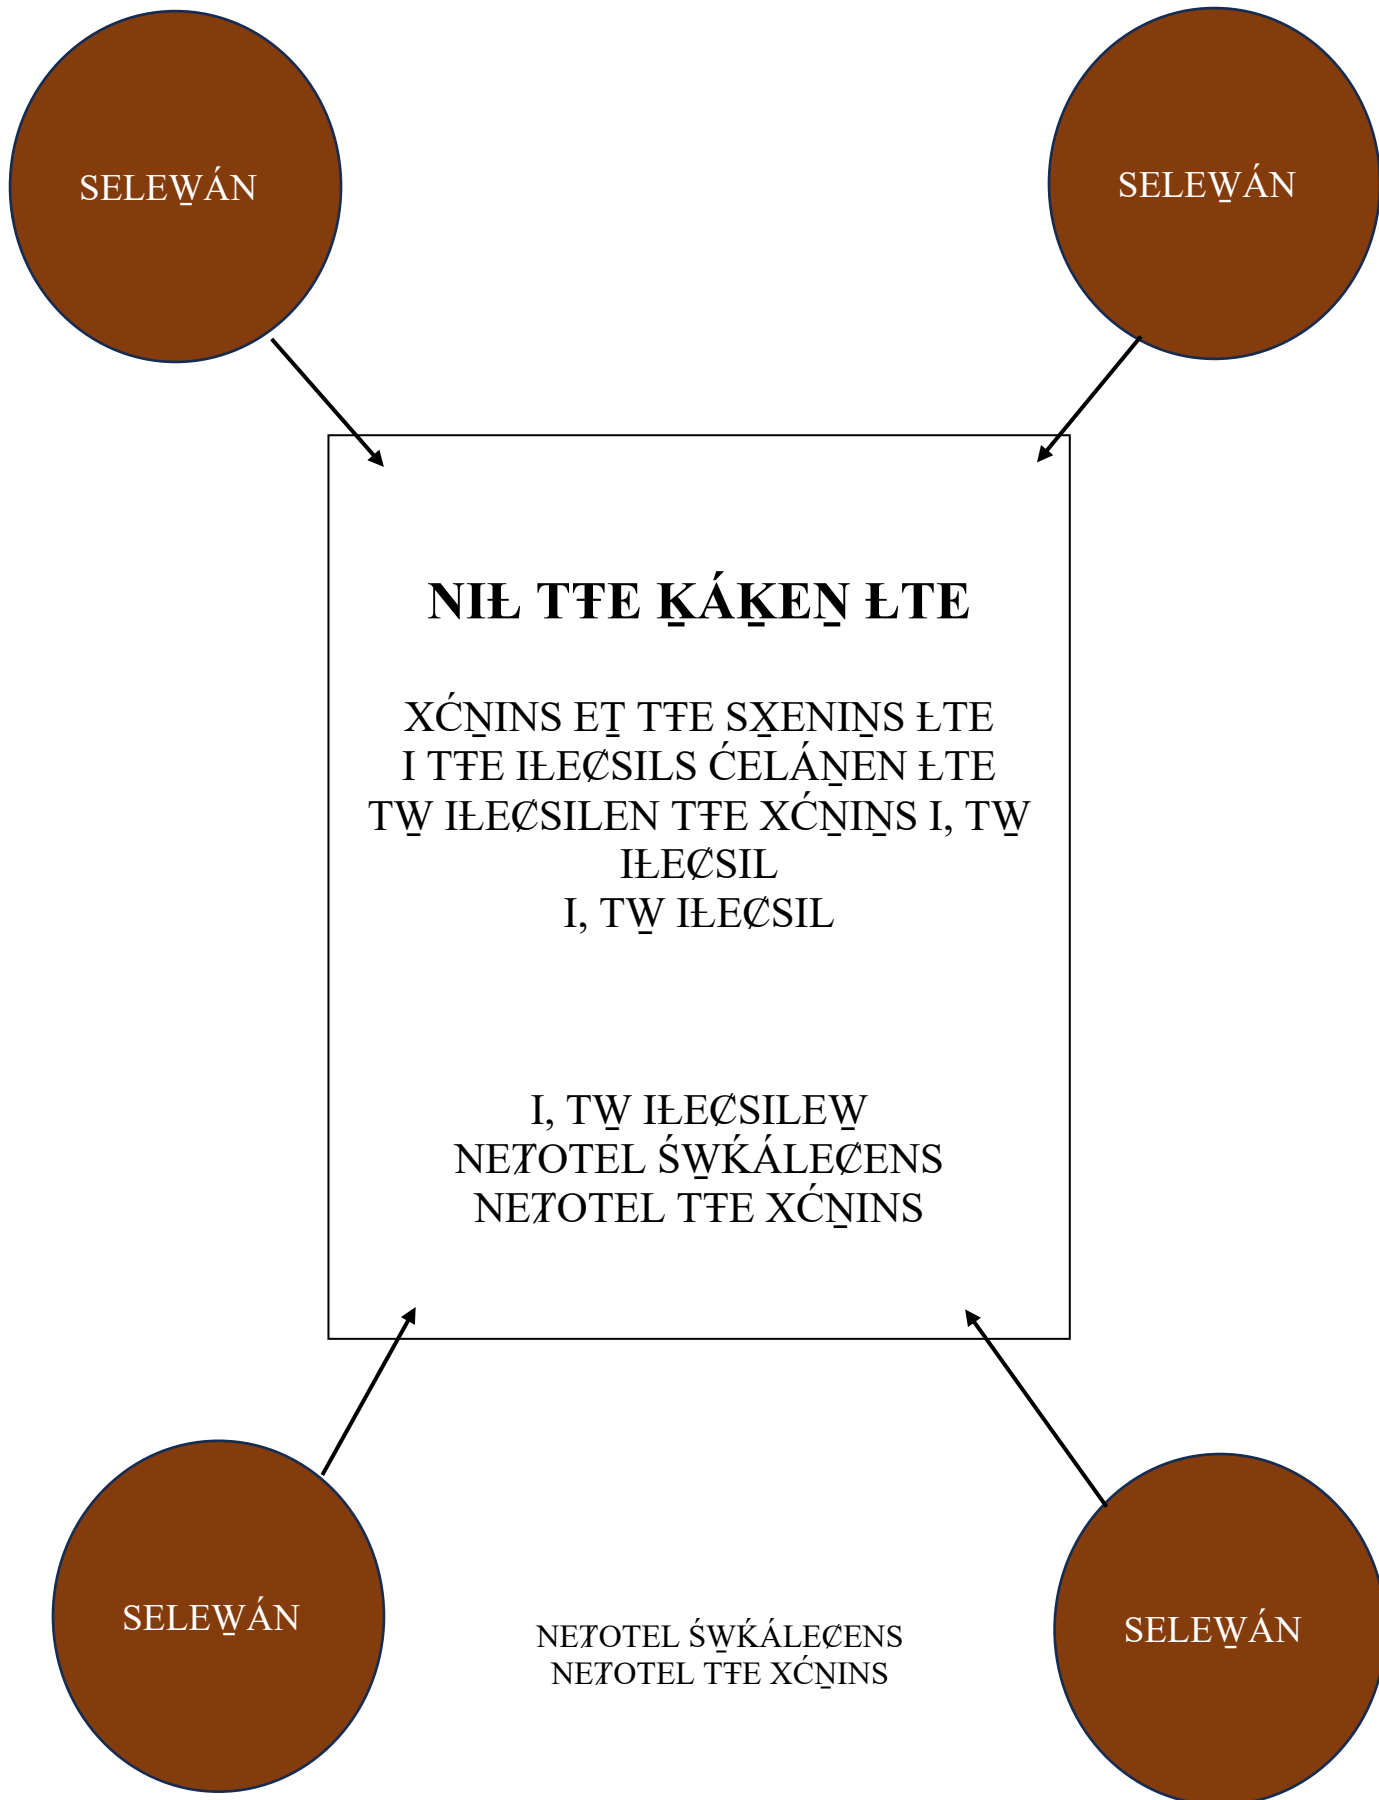 SELEW̱ÁN
SELEW̱ÁN
NIȽ TŦE ḴÁḴEṈ ȽTE
XĆṈINS EṮ TŦE SX̱ENIṈS ȽTE
I TŦE IȽEȻSILS ĆELÁṈEN ȽTE
TW̱ IȽEȻSILEN TŦE XĆṈIṈS I, TW̱
IȽEȻSIL
I, TW̱ IȽEȻSIL
I, TW̱ IȽEȻSILEW̱
NEȾOTEL ŚW̱ḰÁLEȻENS
NEȾOTEL TŦE XĆṈINS
SELEW̱ÁN
SELEW̱ÁN
NEȾOTEL ŚW̱ḰÁLEȻENS
NEȾOTEL TŦE XĆṈINS